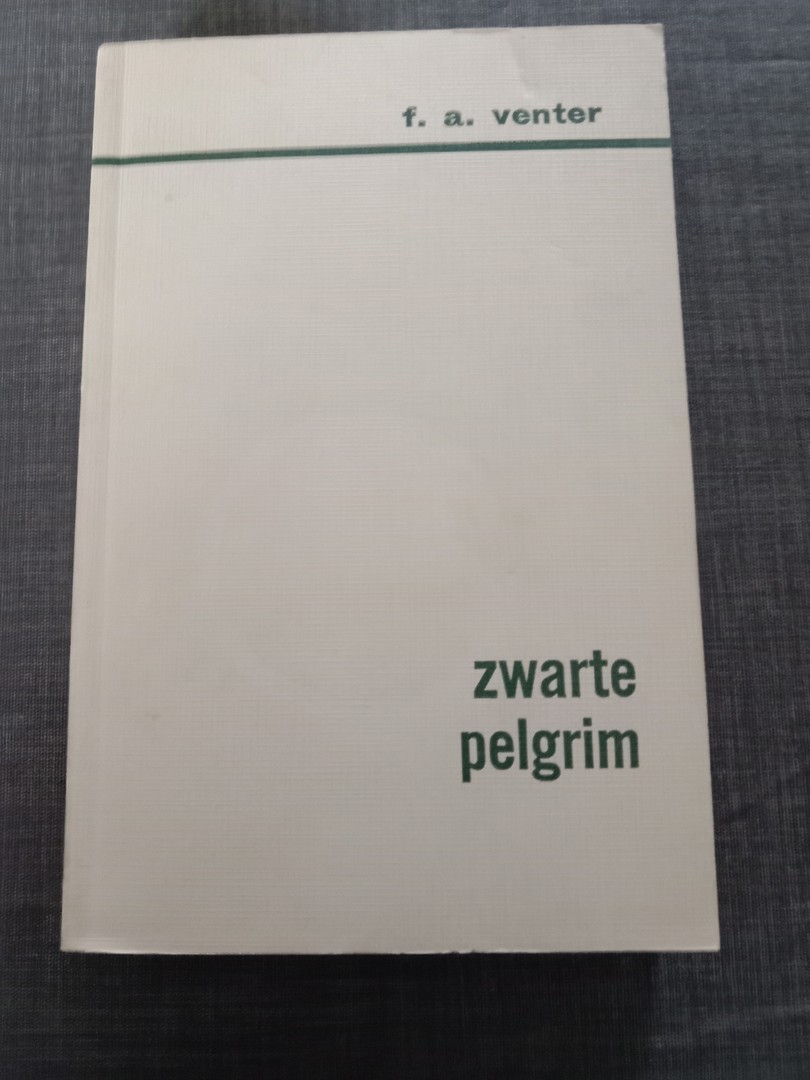 f. a. venter
zwarte
pelgrim